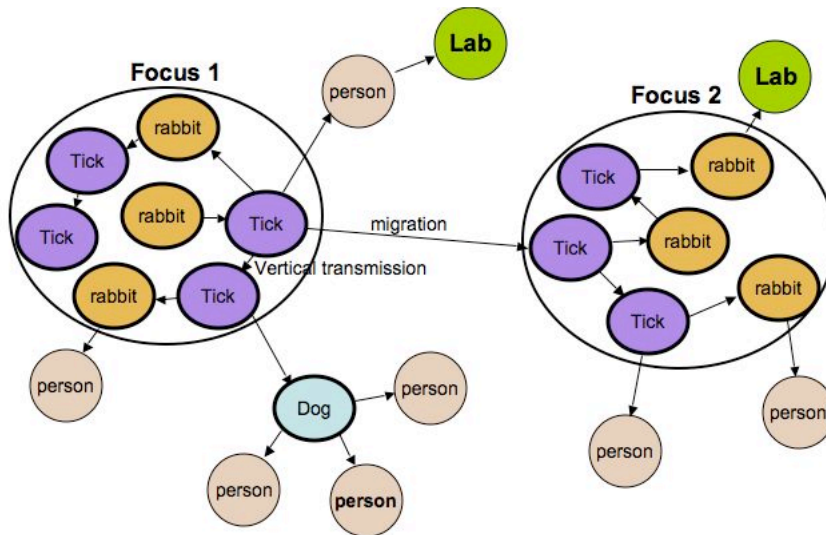 Lab
Focus 1
person
rabbit
Tick
rabbit
Tick
Tick
migration
Vertical transmission
rabbit
Tick
person
Dog
person
person
person
Focus 2
Lab
rabbit
Tick
rabbit
Tick
rabbit
Tick
person
person